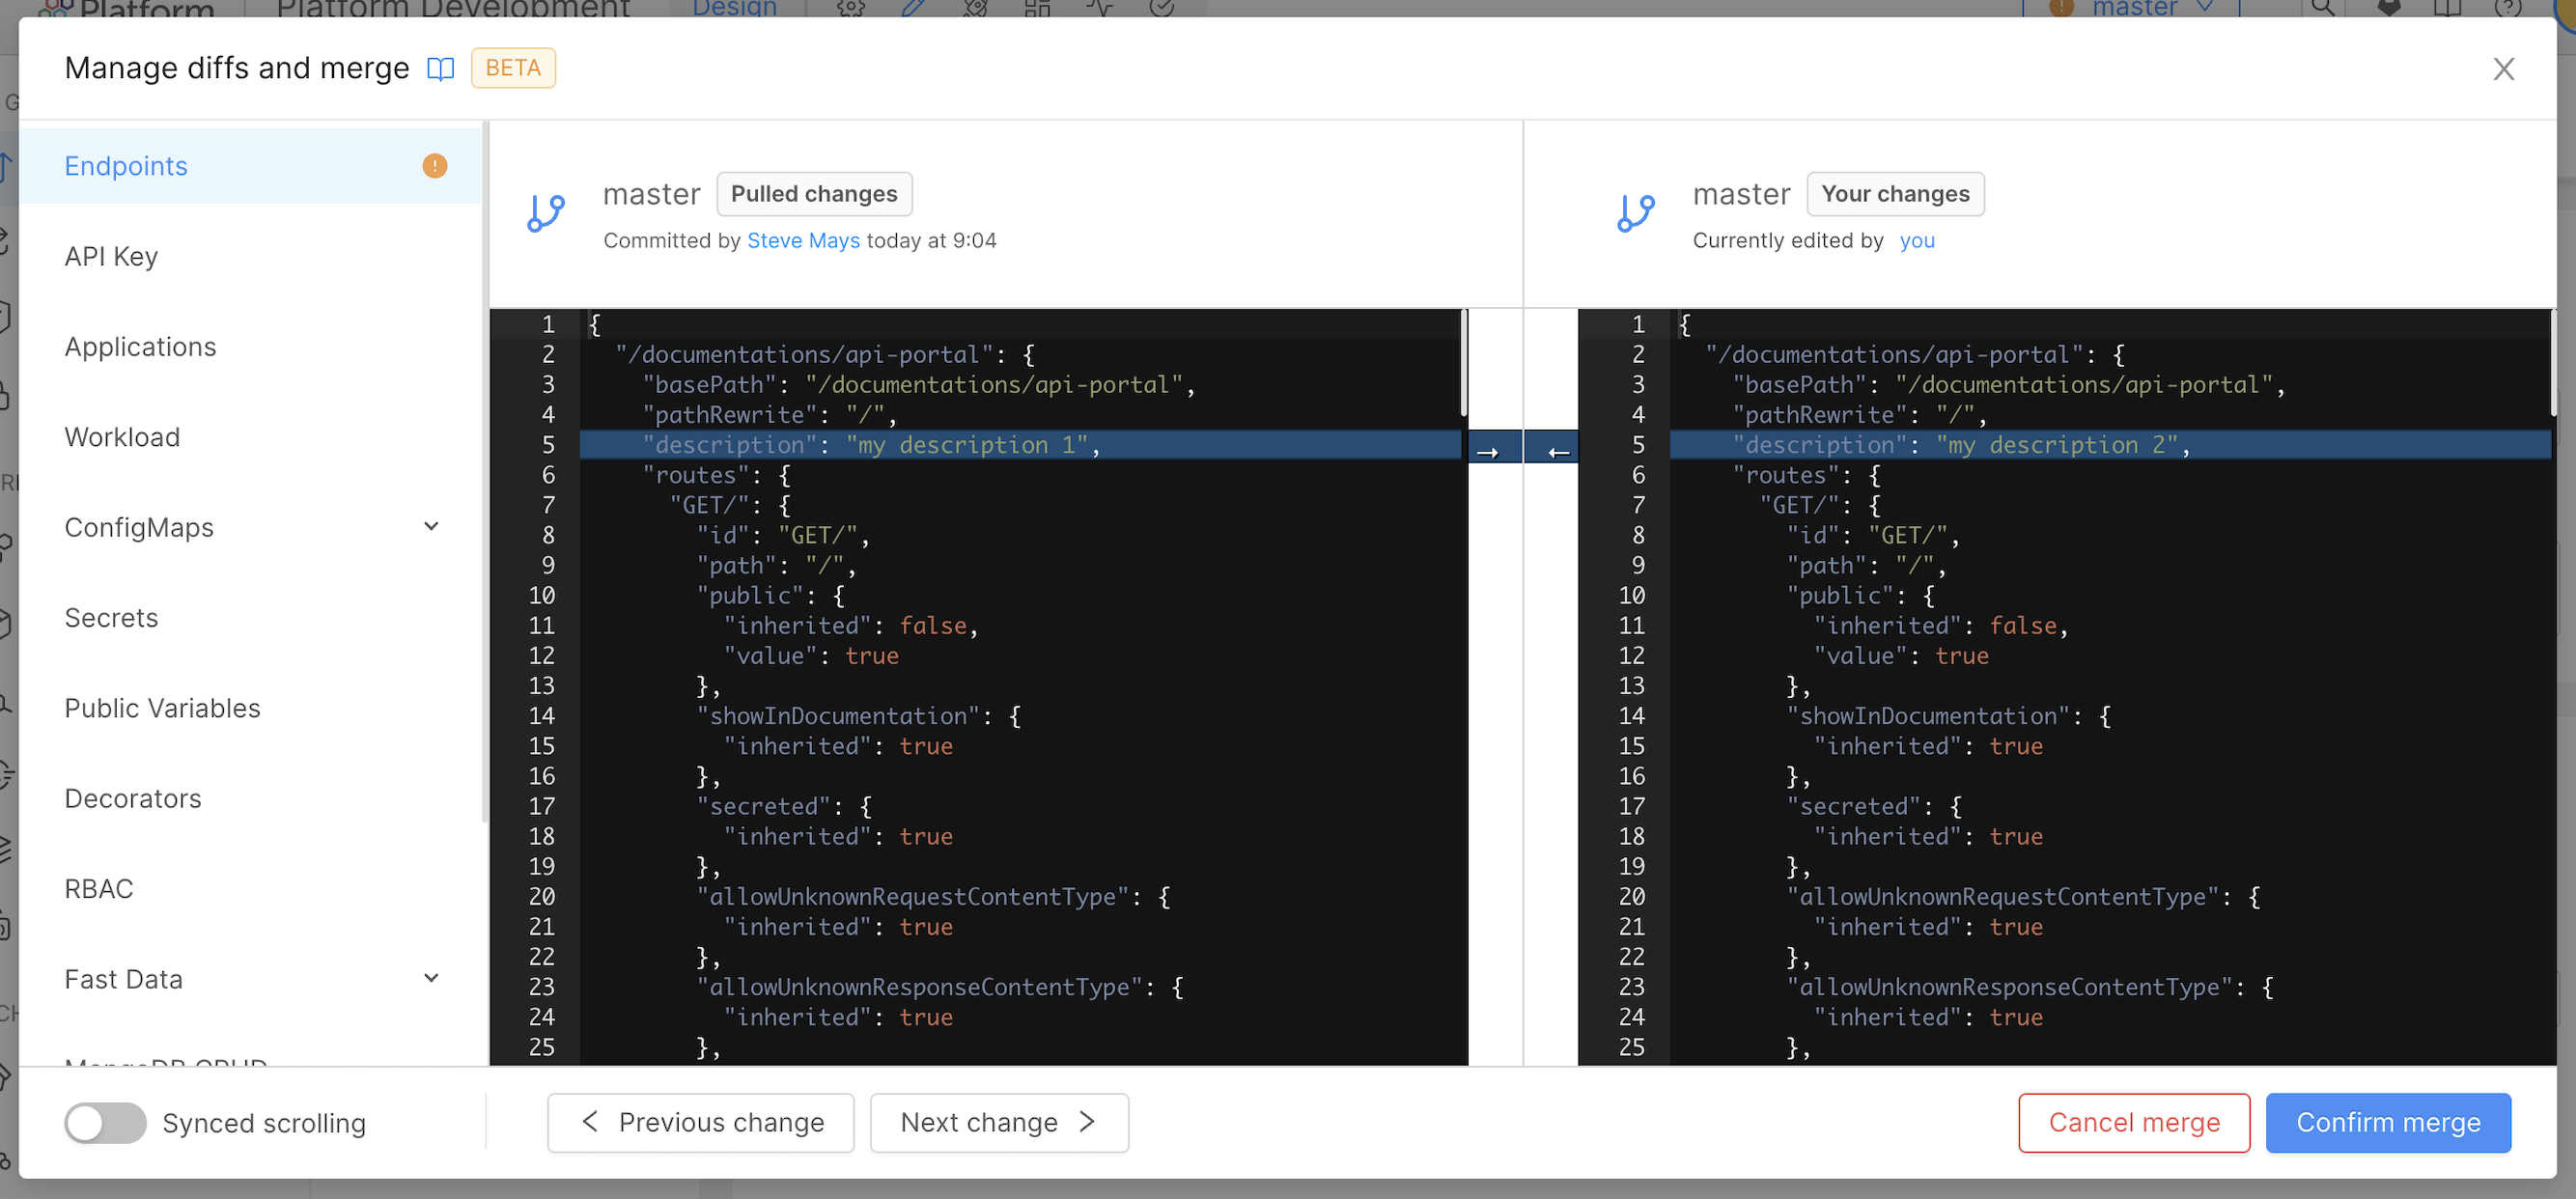 Platform Platform Development Design master
Manage diffs and merge BETA
Endpoints
API Key
Applications
Workload
ConfigMaps
Secrets
Public Variables
Decorators
RBAC
Fast Data
MongoDB CRUD
master Pulled changes
Committed by Steve Mays today at 9:04
1 {
2 "/documentations/api-portal": {
3 "basePath": "/documentations/api-portal",
4 "pathRewrite": "/",
5 "description": "my description 1",
6 "routes": {
7 "GET/": {
8 "id": "GET/",
9 "path": "/",
10 "public": {
11 "inherited": false,
12 "value": true
13 },
14 "showInDocumentation": {
15 "inherited": true
16 },
17 "secreted": {
18 "inherited": true
19 },
20 "allowUnknownRequestContentType": {
21 "inherited": true
22 },
23 "allowUnknownResponseContentType": {
24 "inherited": true
25 },
→ ←
master Your changes
Currently edited by you
1 {
2 "/documentations/api-portal": {
3 "basePath": "/documentations/api-portal",
4 "pathRewrite": "/",
5 "description": "my description 2",
6 "routes": {
7 "GET/": {
8 "id": "GET/",
9 "path": "/",
10 "public": {
11 "inherited": false,
12 "value": true
13 },
14 "showInDocumentation": {
15 "inherited": true
16 },
17 "secreted": {
18 "inherited": true
19 },
20 "allowUnknownRequestContentType": {
21 "inherited": true
22 },
23 "allowUnknownResponseContentType": {
24 "inherited": true
25 },
Synced scrolling
Previous change
Next change
Cancel merge
Confirm merge